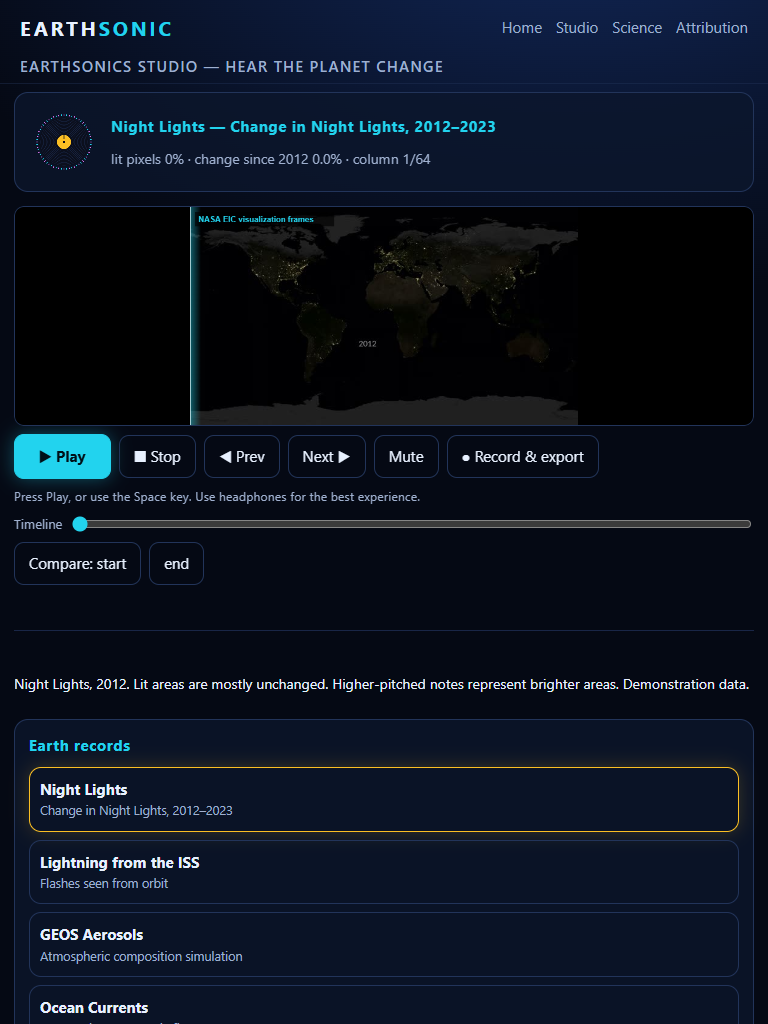 EARTHSONIC
Home Studio Science Attribution
EARTHSONICS STUDIO — HEAR THE PLANET CHANGE
Night Lights — Change in Night Lights, 2012–2023
lit pixels 0% · change since 2012 0.0% · column 1/64
NASA EIC visualization frames
2012
▶ Play
■ Stop
◀ Prev
Next ▶
Mute
● Record & export
Press Play, or use the Space key. Use headphones for the best experience.
Timeline
Compare: start
end
Night Lights, 2012. Lit areas are mostly unchanged. Higher-pitched notes represent brighter areas. Demonstration data.
Earth records
Night Lights
Change in Night Lights, 2012–2023
Lightning from the ISS
Flashes seen from orbit
GEOS Aerosols
Atmospheric composition simulation
Ocean Currents